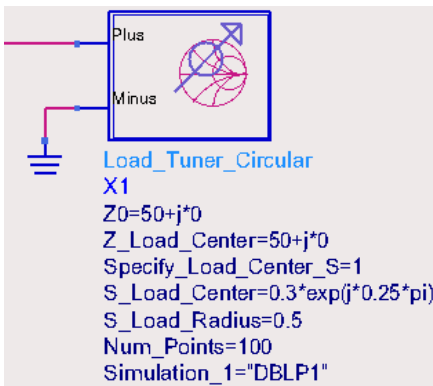 Plus
Minus
Load_Tuner_Circular
X1
Z0=50+j*0
Z_Load_Center=50+j*0
Specify_Load_Center_S=1
S_Load_Center=0.3*exp(j*0.25*pi)
S_Load_Radius=0.5
Num_Points=100
Simulation_1="DBLP1"